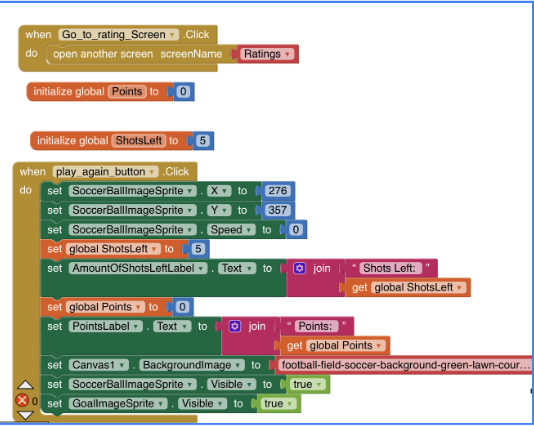 when Go_to_rating_Screen .Click
do open another screen screenName Ratings
initialize global Points to 0
initialize global ShotsLeft to 5
when play_again_button .Click
do set SoccerBallImageSprite . X to 276
set SoccerBallImageSprite . Y to 357
set SoccerBallImageSprite . Speed to 0
set global ShotsLeft to 5
set AmountOfShotsLeftLabel . Text to join " Shots Left: "
get global ShotsLeft
set global Points to 0
set PointsLabel . Text to join " Points: "
get global Points
set Canvas1 . BackgroundImage to football-field-soccer-background-green-lawn-cour...
set SoccerBallImageSprite . Visible to true
0 set GoalImageSprite . Visible to true